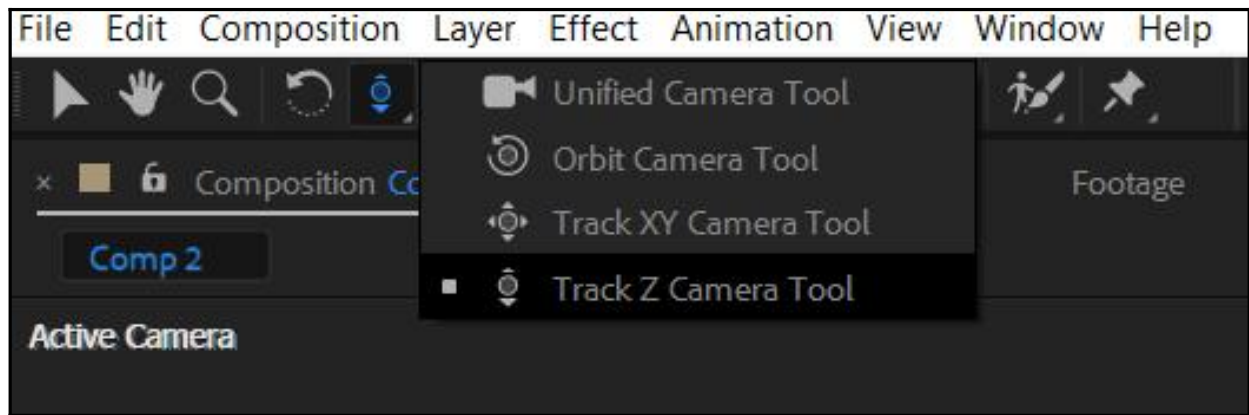 File Edit Composition Layer Effect Animation View Window Help
Unified Camera Tool
Orbit Camera Tool
Composition Co
Footage
Track XY Camera Tool
Comp 2
Track Z Camera Tool
Active Camera